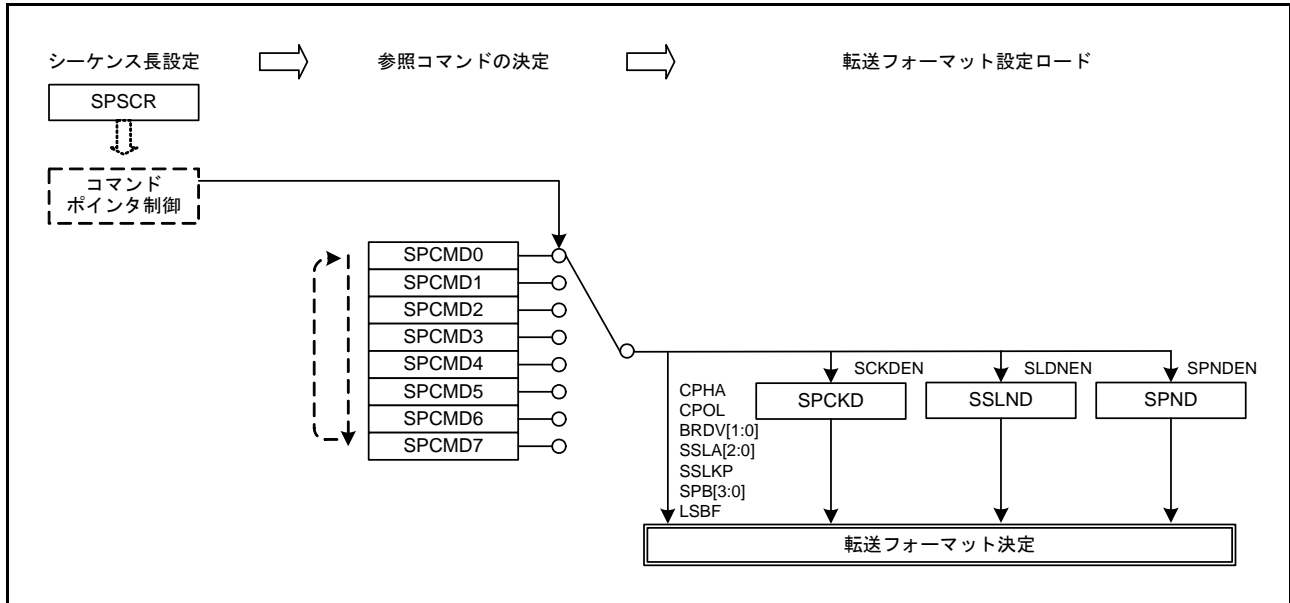 シーケンス長設定
参照コマンドの決定
転送フォーマット設定ロード
SPSCR
コマンド
ポインタ制御
SPCMD0
SPCMD1
SPCMD2
SPCMD3
SPCMD4
SPCMD5
SPCMD6
SPCMD7
CPHA
CPOL
BRDV[1:0]
SSLA[2:0]
SSLKP
SPB[3:0]
LSBF
SCKDEN
SPCKD
SLDNEN
SSLND
SPNDEN
SPND
転送フォーマット決定